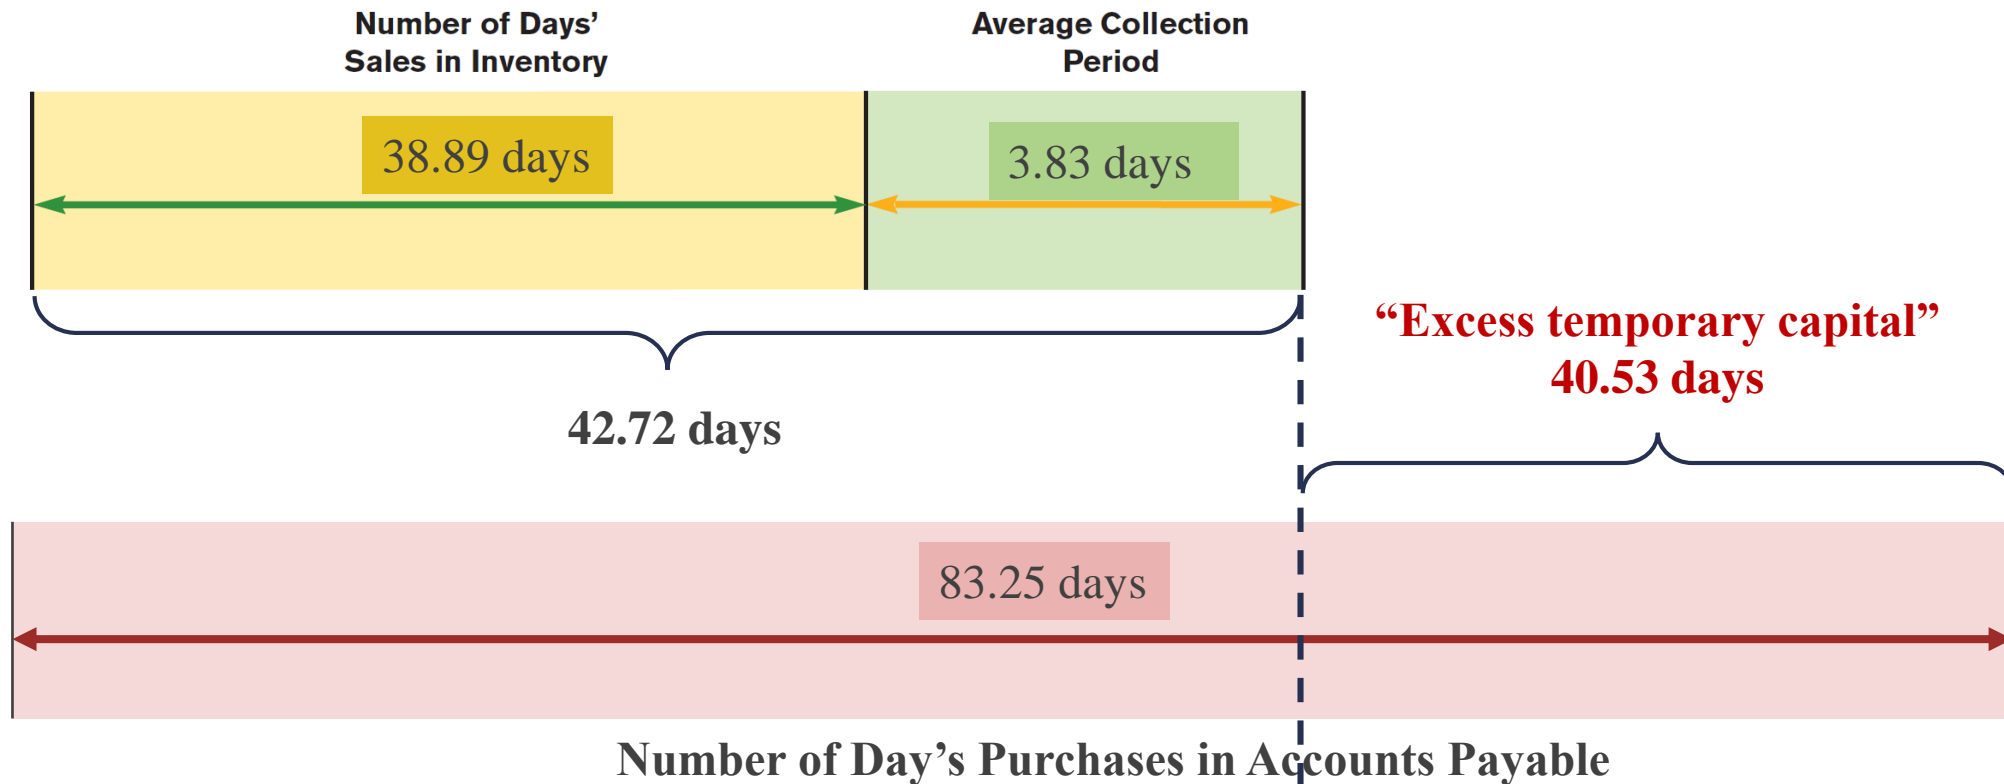 Number of Days’
Sales in Inventory
Average Collection
Period
38.89 days
3.83 days
“Excess temporary capital”
40.53 days
42.72 days
83.25 days
Number of Day’s Purchases in Accounts Payable